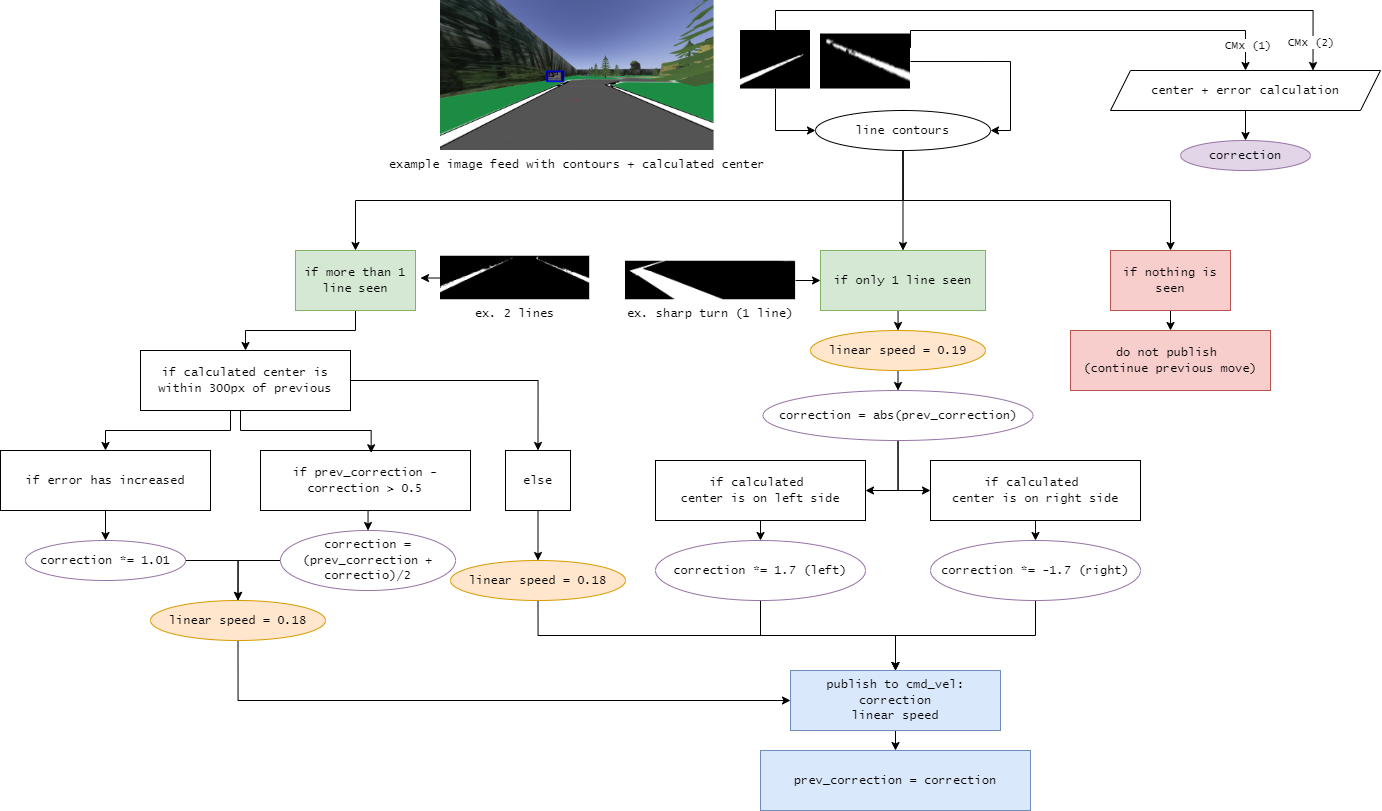 CMx (1)
CMx (2)
center + error calculation
line contours
correction
example image feed with contours + calculated center
if more than 1
line seen
if only 1 line seen
if nothing is
seen
ex. 2 lines
ex. sharp turn (1 line)
linear speed = 0.19
do not publish
(continue previous move)
if calculated center is
within 300px of previous
correction = abs(prev_correction)
if error has increased
if prev_correction -
correction > 0.5
else
if calculated
center is on left side
if calculated
center is on right side
correction *= 1.01
correction =
(prev_correction +
correctio)/2
linear speed = 0.18
correction *= 1.7 (left)
correction *= -1.7 (right)
linear speed = 0.18
publish to cmd_vel:
correction
linear speed
prev_correction = correction